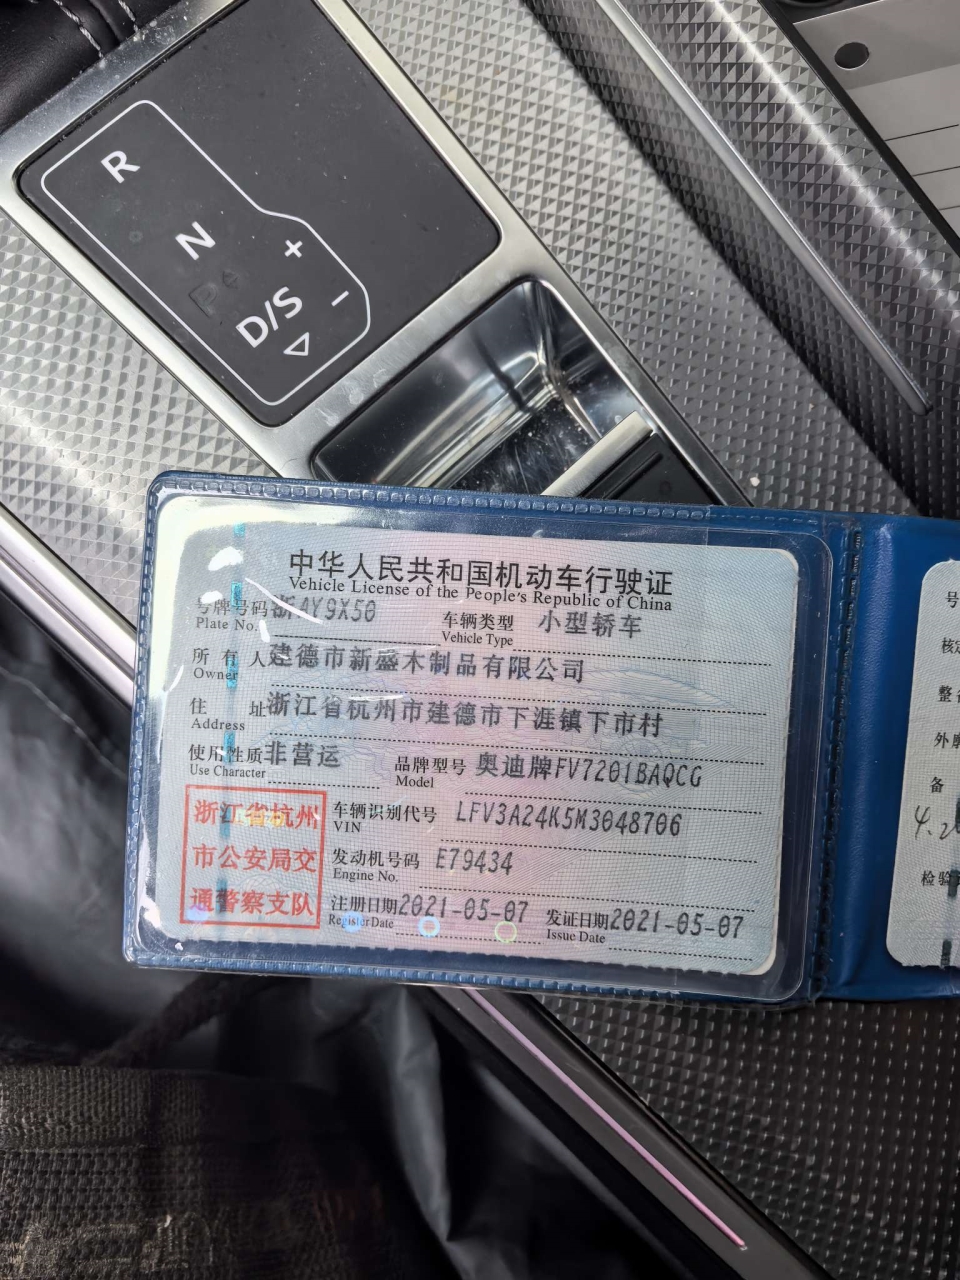 R
N
+
D/S
−
中华人民共和国机动车行驶证
Vehicle License of the People's Republic of China
号牌号码 浙AY9X50 车辆类型 小型轿车
Plate No. Vehicle Type
所有人 建德市新盛木制品有限公司
Owner
住址 浙江省杭州市建德市下涯镇下市村
Address
使用性质 非营运 品牌型号 奥迪牌FV7201BAQCG
Use Character Model
浙江省杭州
市公安局交
通警察支队
车辆识别代号 LFV3A24K5M3048706
VIN
发动机号码 E79434
Engine No.
注册日期 2021-05-07 发证日期 2021-05-07
Register Date Issue Date
号
核定
整备
外廓
备
4.2
检验